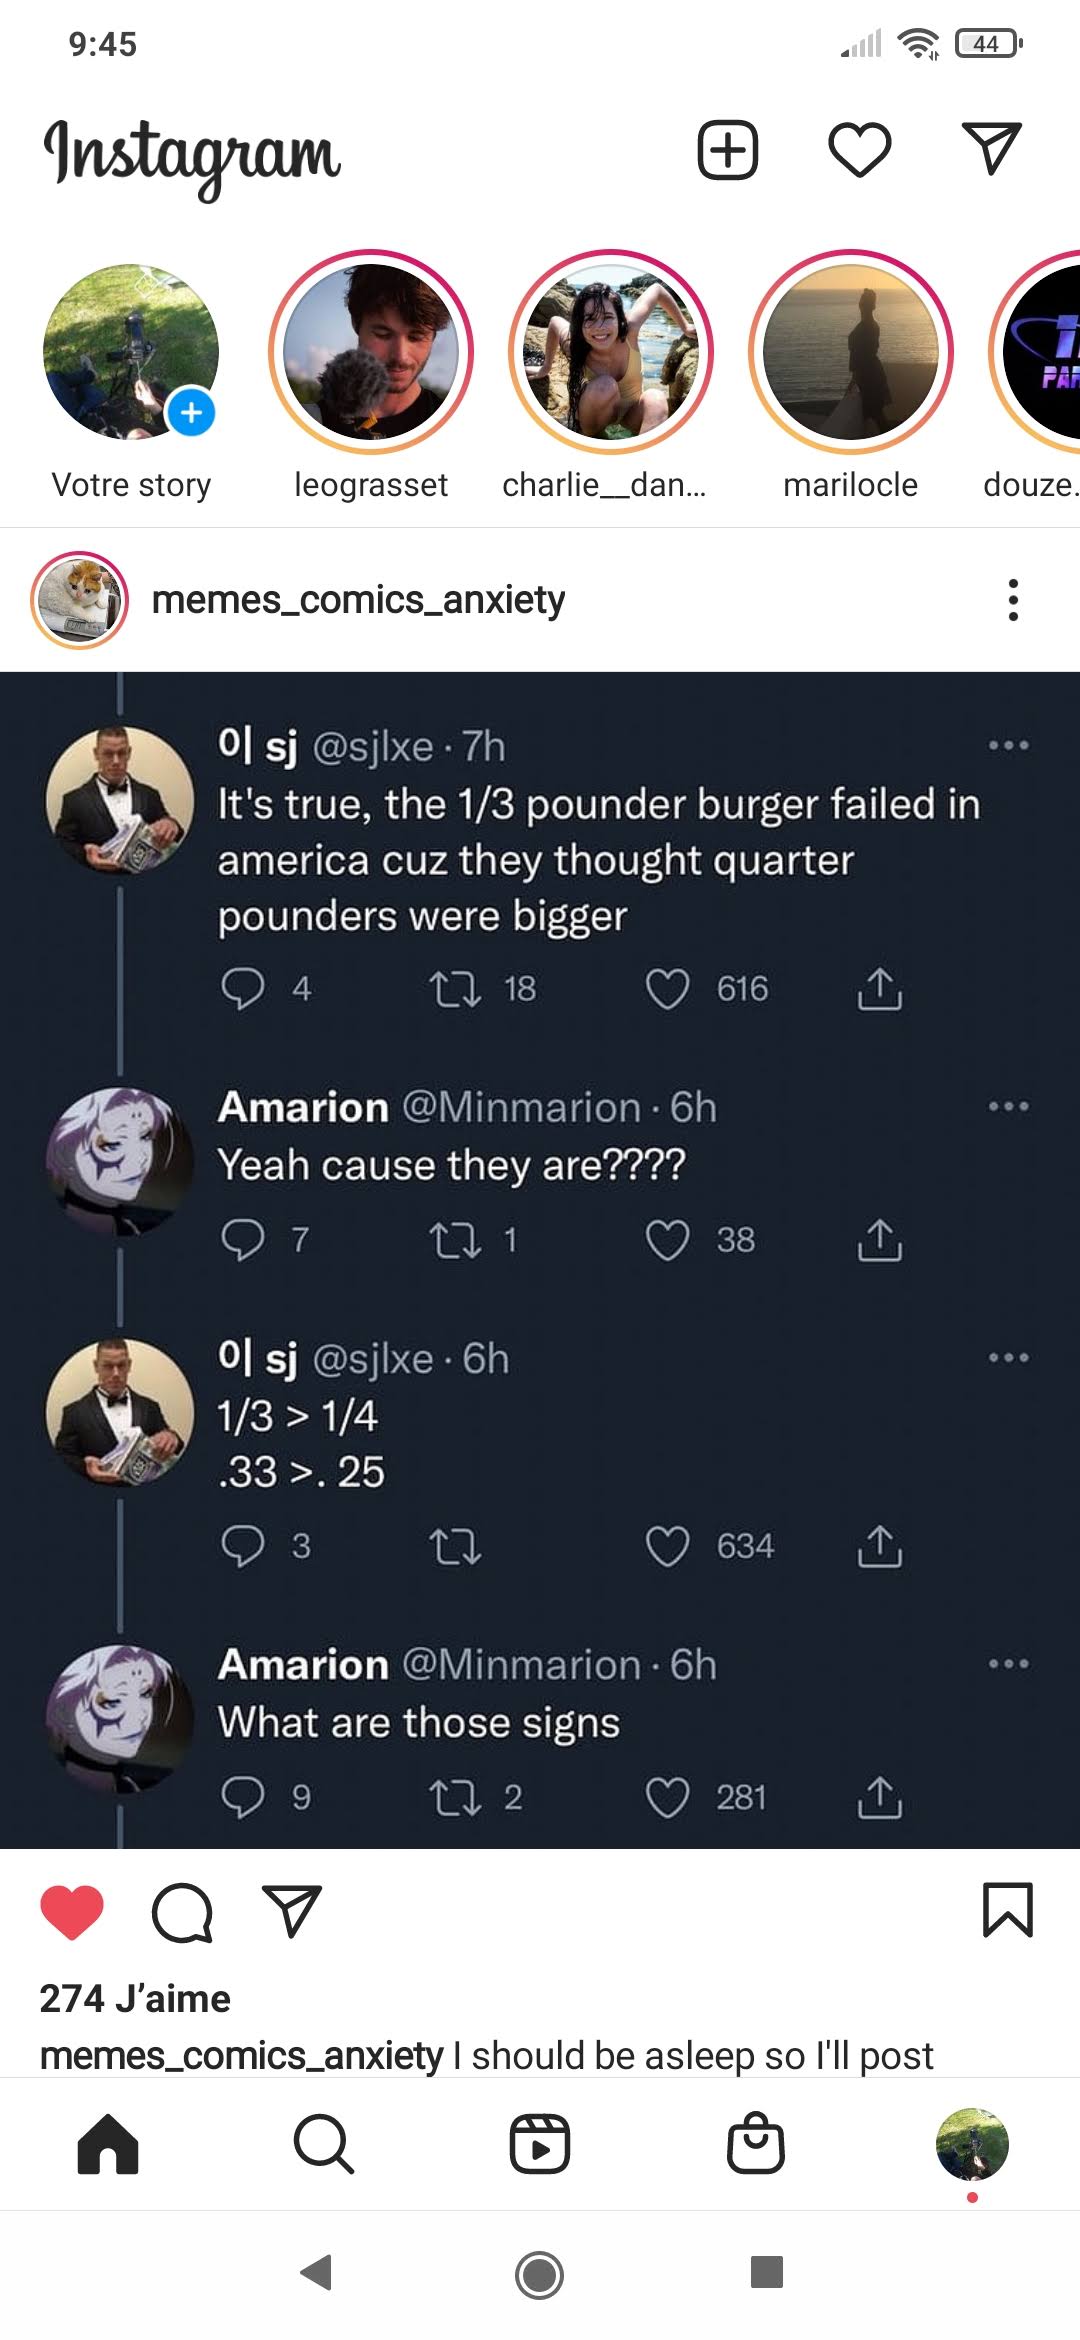 9:45
44
Instagram
Votre story
leograsset
charlie__dan...
marilocle
douze.
memes_comics_anxiety
이 sj @sjlxe · 7h
It's true, the 1/3 pounder burger failed in
america cuz they thought quarter
pounders were bigger
4 18 616
Amarion @Minmarion · 6h
Yeah cause they are????
7 1 38
이 sj @sjlxe · 6h
1/3 > 1/4
.33 >. 25
3 634
Amarion @Minmarion · 6h
What are those signs
9 2 281
274 J’aime
memes_comics_anxiety I should be asleep so I'll post